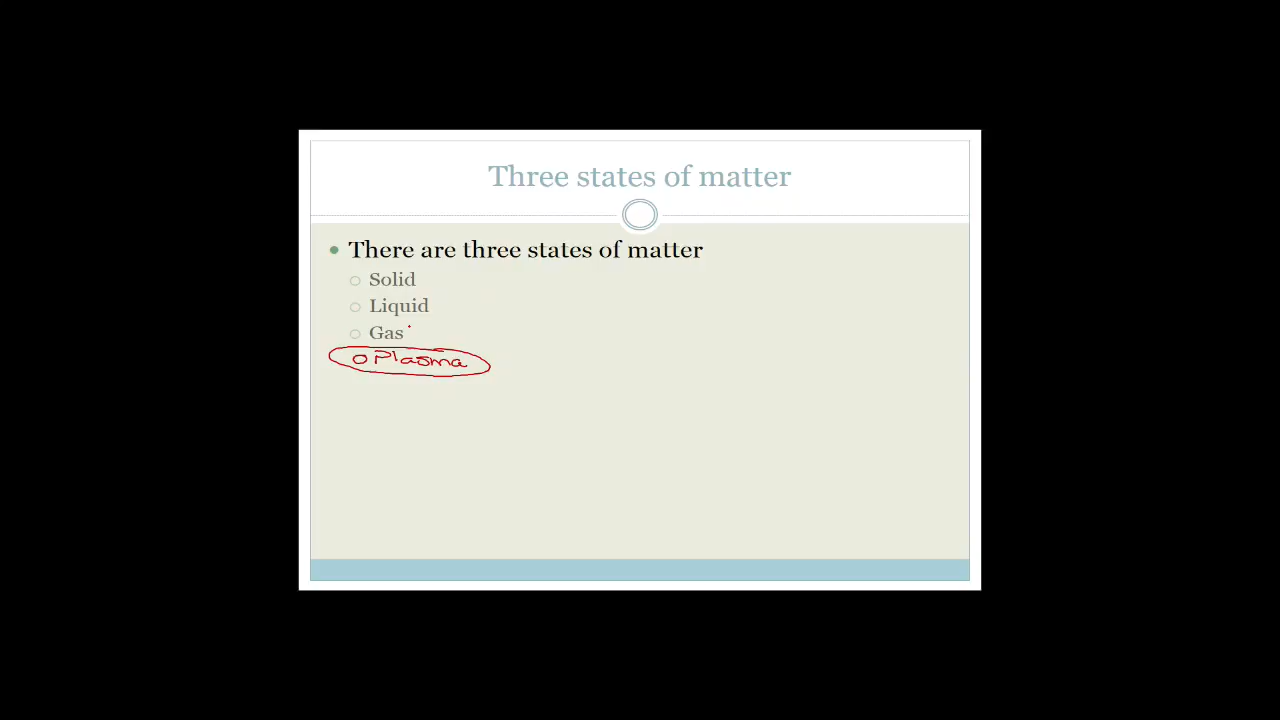 Three states of matter
There are three states of matter
Solid
Liquid
Gas
Plasma